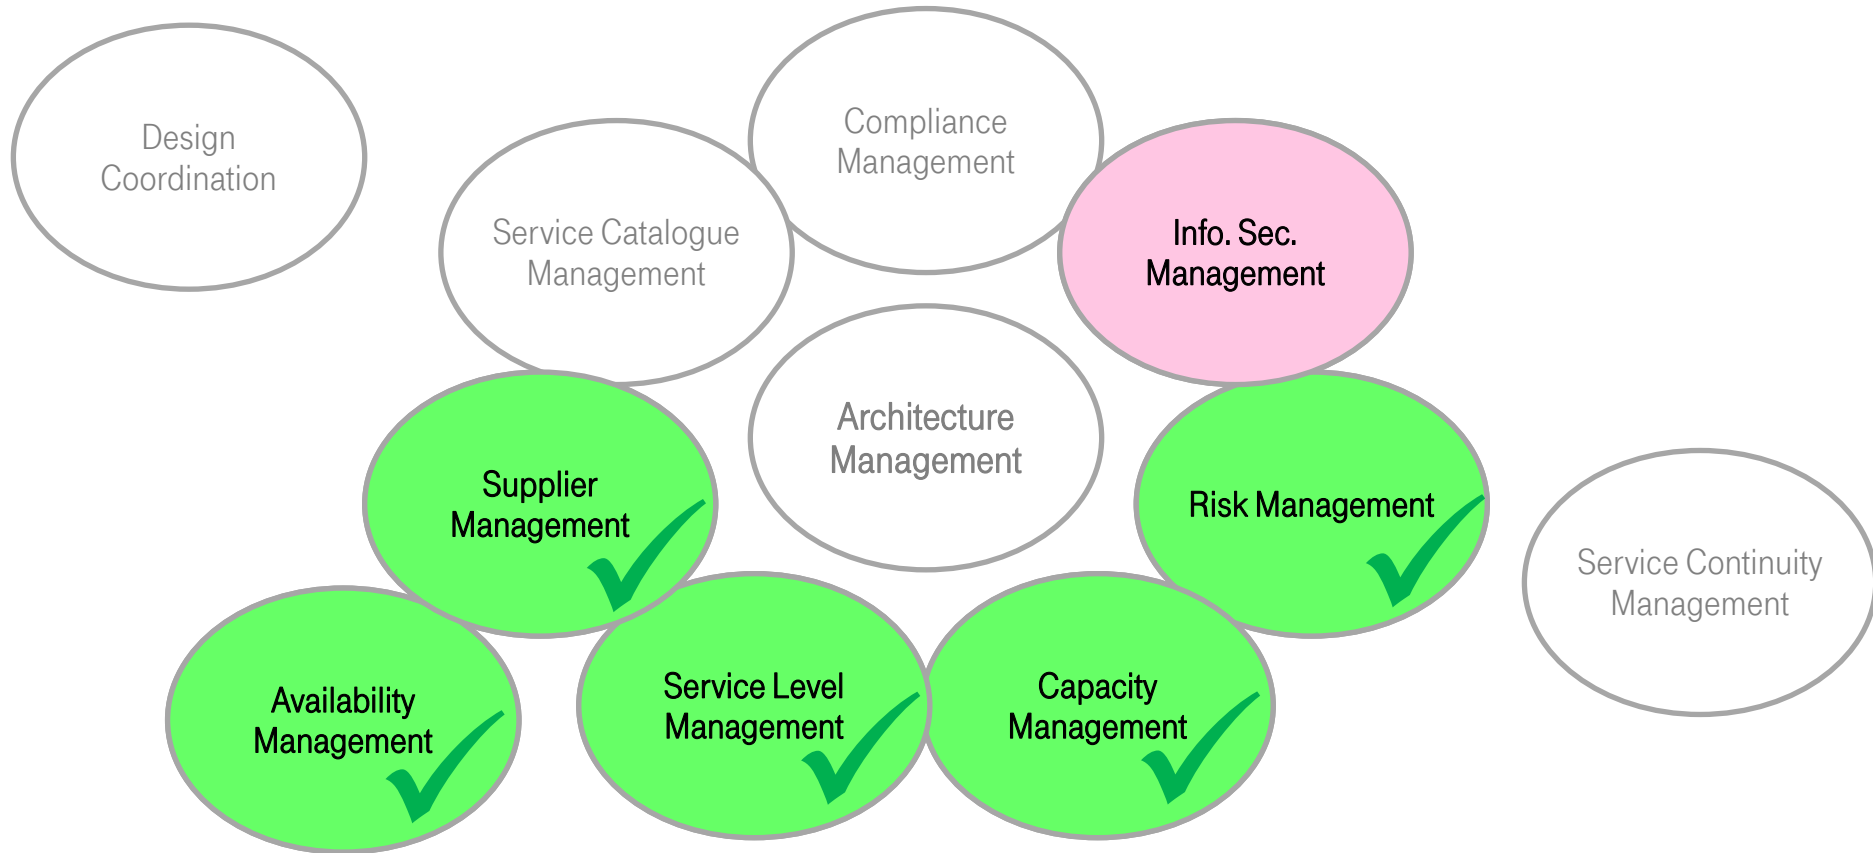 Design
Coordination
Compliance
Management
Service Catalogue
Management
Info. Sec.
Management
Architecture
Management
Supplier
Management
Risk Management
Service Continuity
Management
Availability
Management
Service Level
Management
Capacity
Management